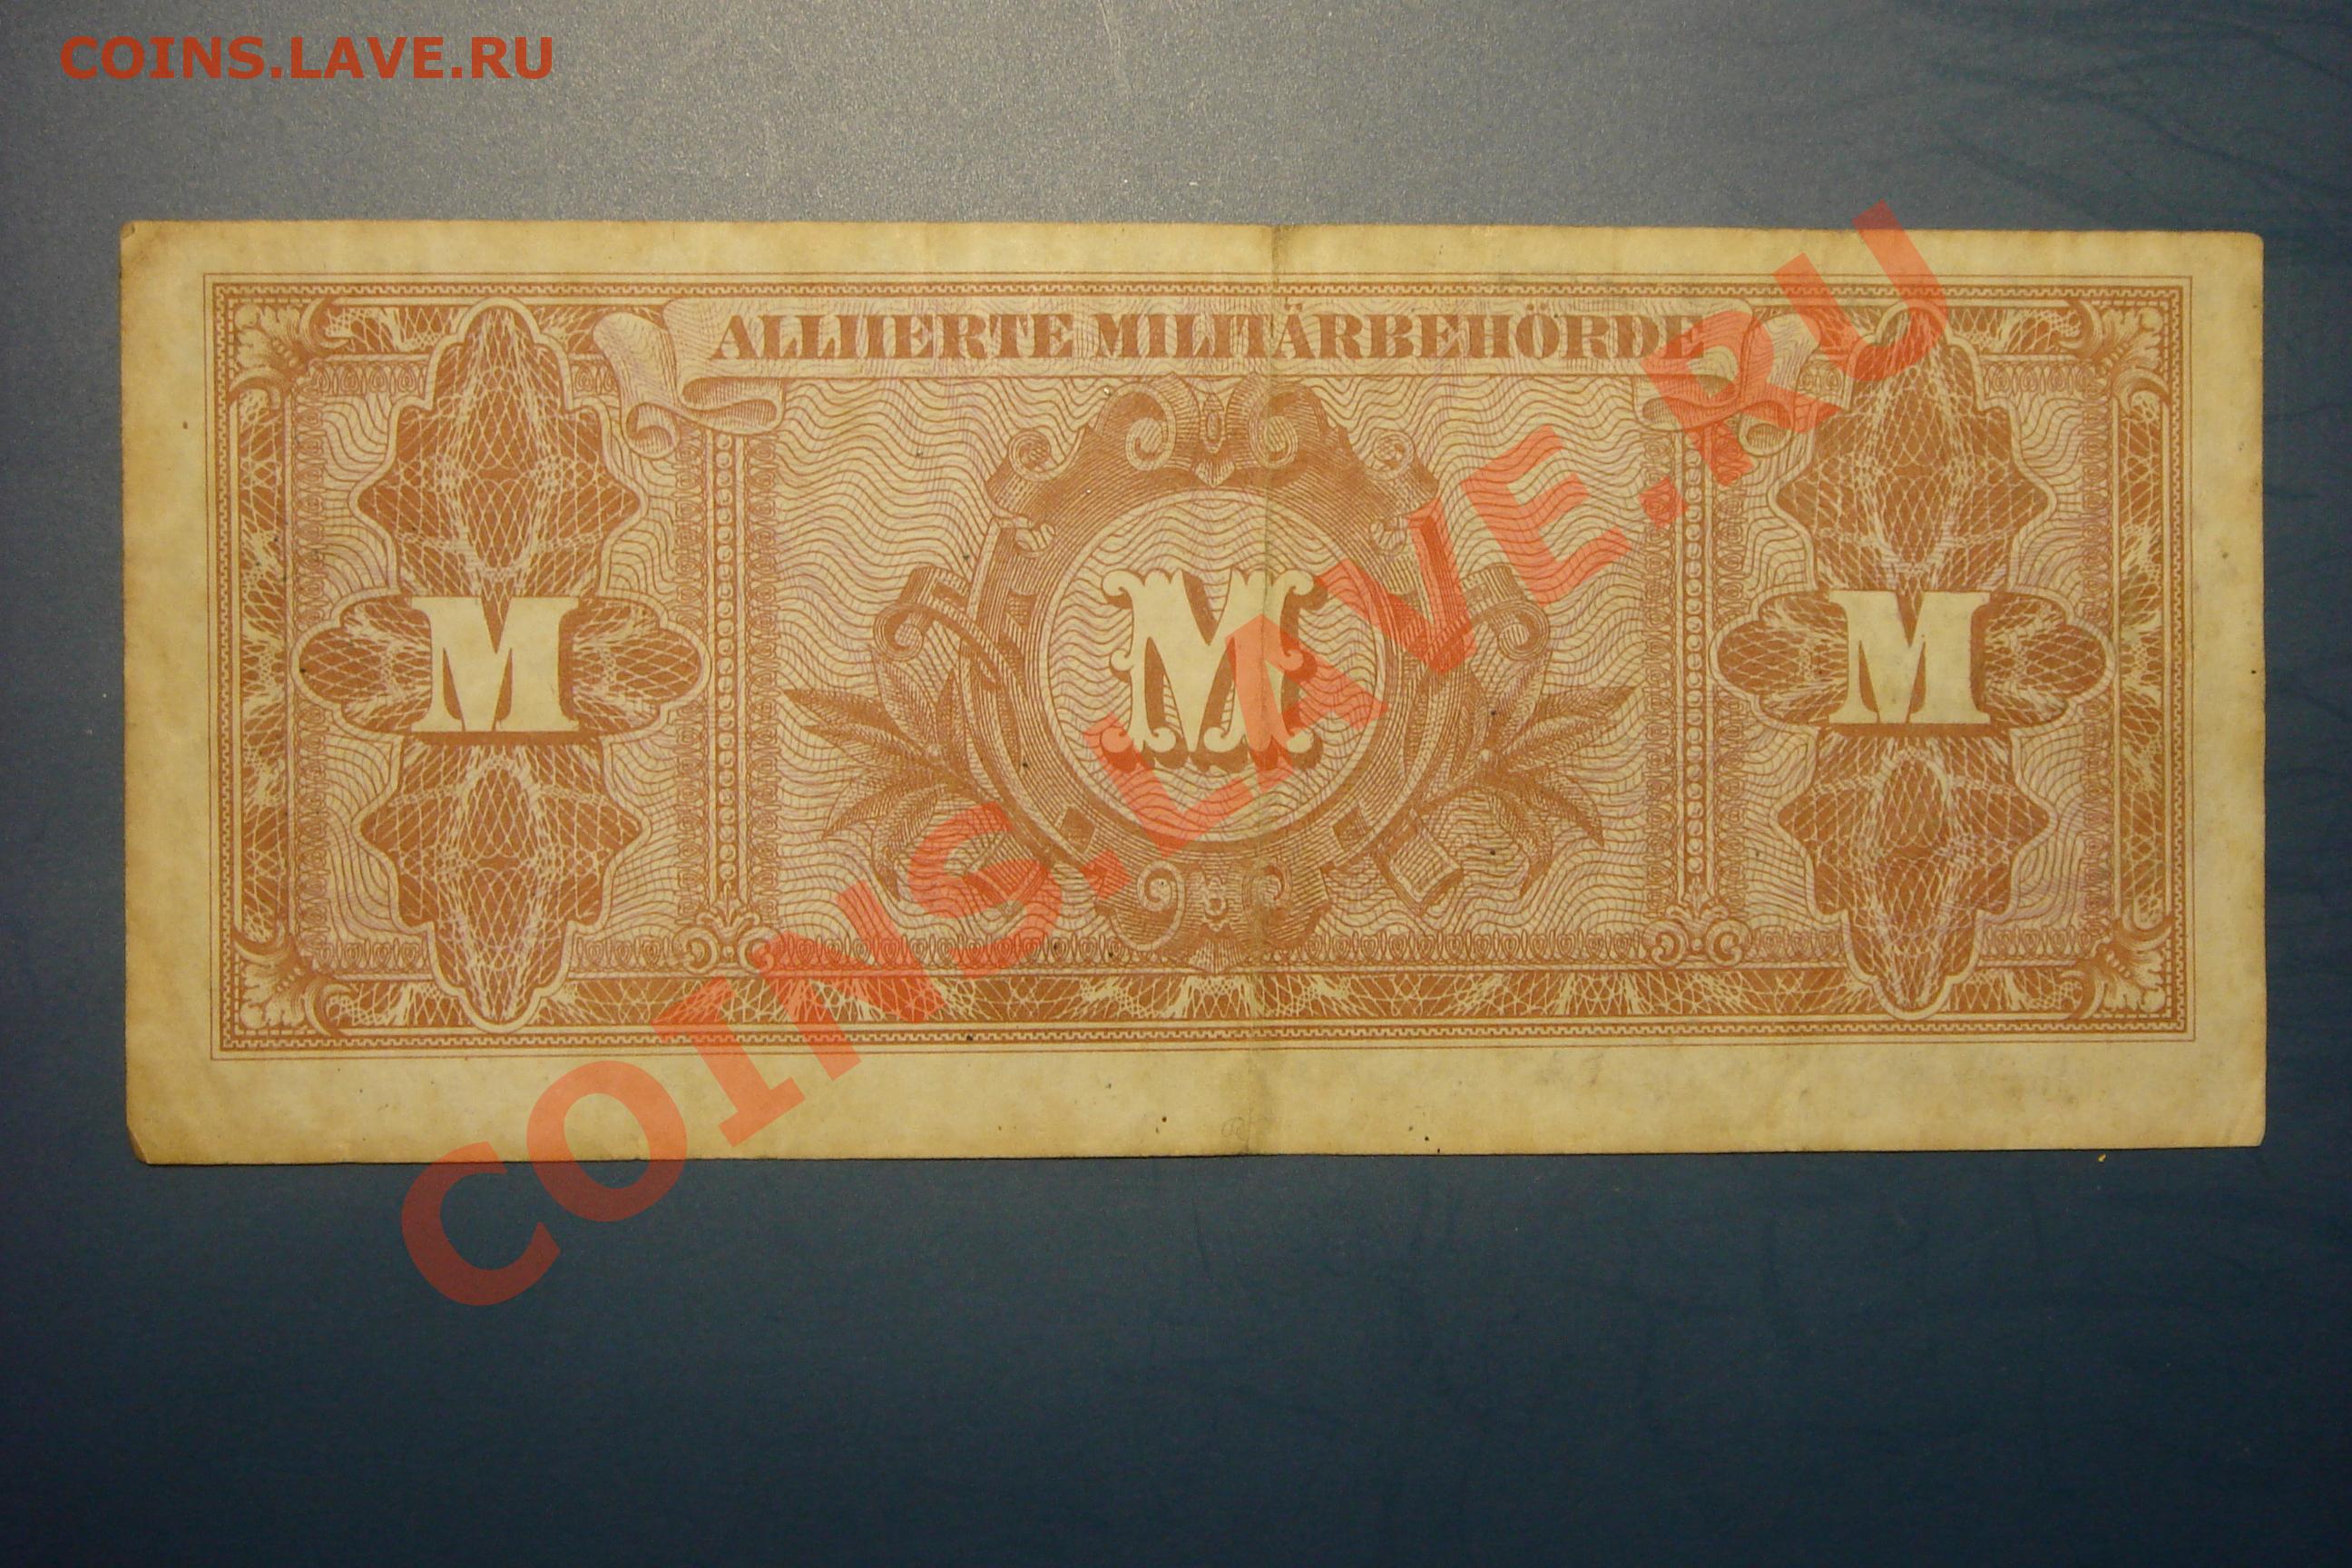 COINS.LAVE.RU
ALLIIERTE MILITÄRBEHÖRDE
M M M
COINS.LAVE.RU